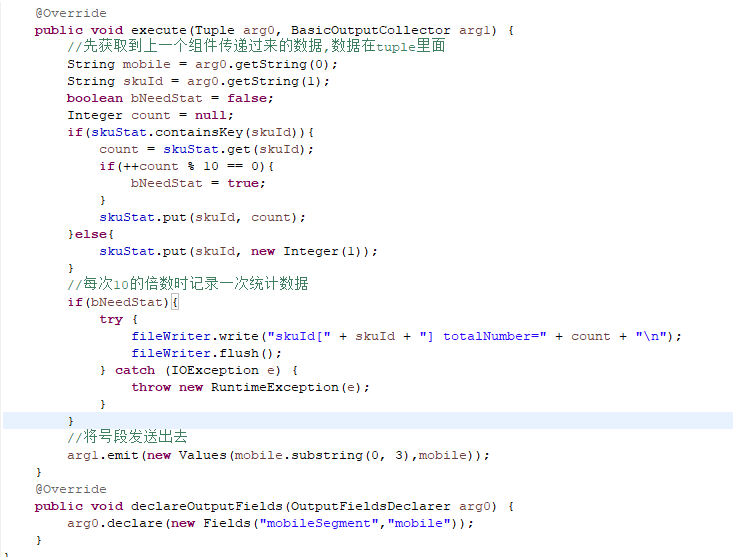 @Override
public void execute(Tuple arg0, BasicOutputCollector arg1) {
//先获取到上一个组件传递过来的数据,数据在tuple里面
String mobile = arg0.getString(0);
String skuId = arg0.getString(1);
boolean bNeedStat = false;
Integer count = null;
if(skuStat.containsKey(skuId)){
count = skuStat.get(skuId);
if(++count % 10 == 0){
bNeedStat = true;
}
skuStat.put(skuId, count);
}else{
skuStat.put(skuId, new Integer(1));
}
//每次10的倍数时记录一次统计数据
if(bNeedStat){
try {
fileWriter.write("skuId[" + skuId + "] totalNumber=" + count + "\n");
fileWriter.flush();
} catch (IOException e) {
throw new RuntimeException(e);
}
}
//将号段发送出去
arg1.emit(new Values(mobile.substring(0, 3),mobile));
}
@Override
public void declareOutputFields(OutputFieldsDeclarer arg0) {
arg0.declare(new Fields("mobileSegment","mobile"));
}
}